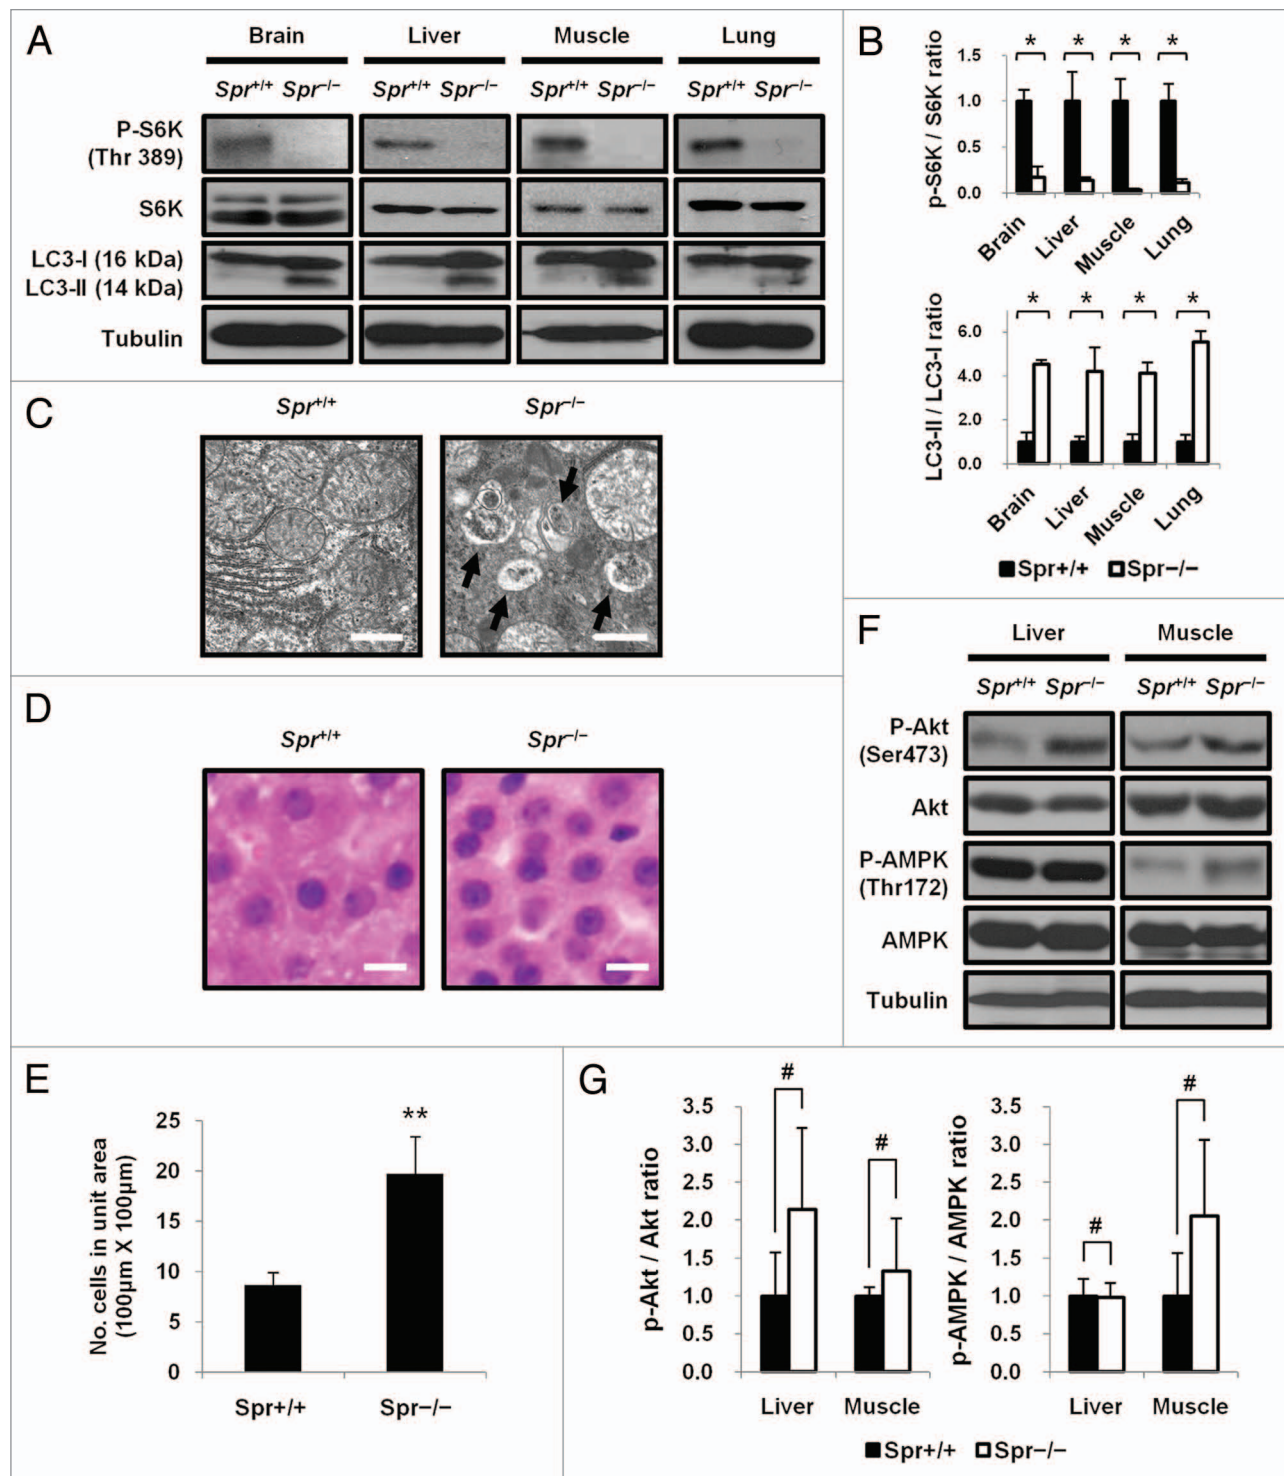 A
Brain Liver Muscle Lung
Spr+/+ Spr−/− Spr+/+ Spr−/− Spr+/+ Spr−/− Spr+/+ Spr−/−
P-S6K
(Thr 389)
S6K
LC3-I (16 kDa)
LC3-II (14 kDa)
Tubulin
B
p-S6K / S6K ratio
* * * *
1.5
1.0
0.5
0.0
Brain Liver Muscle Lung
LC3-II / LC3-I ratio
* * * *
6.0
4.0
2.0
0.0
Brain Liver Muscle Lung
Spr+/+ Spr−/−
C
Spr+/+ Spr−/−
D
Spr+/+ Spr−/−
F
Liver Muscle
Spr+/+ Spr−/− Spr+/+ Spr−/−
P-Akt
(Ser473)
Akt
P-AMPK
(Thr172)
AMPK
Tubulin
E
No. cells in unit area
(100µm X 100µm)
25
20
15
10
5
0
**
Spr+/+ Spr−/−
G
p-Akt / Akt ratio
3.5
3.0
2.5
2.0
1.5
1.0
0.5
0.0
# #
Liver Muscle
p-AMPK / AMPK ratio
3.5
3.0
2.5
2.0
1.5
1.0
0.5
0.0
# #
Liver Muscle
Spr+/+ Spr−/−